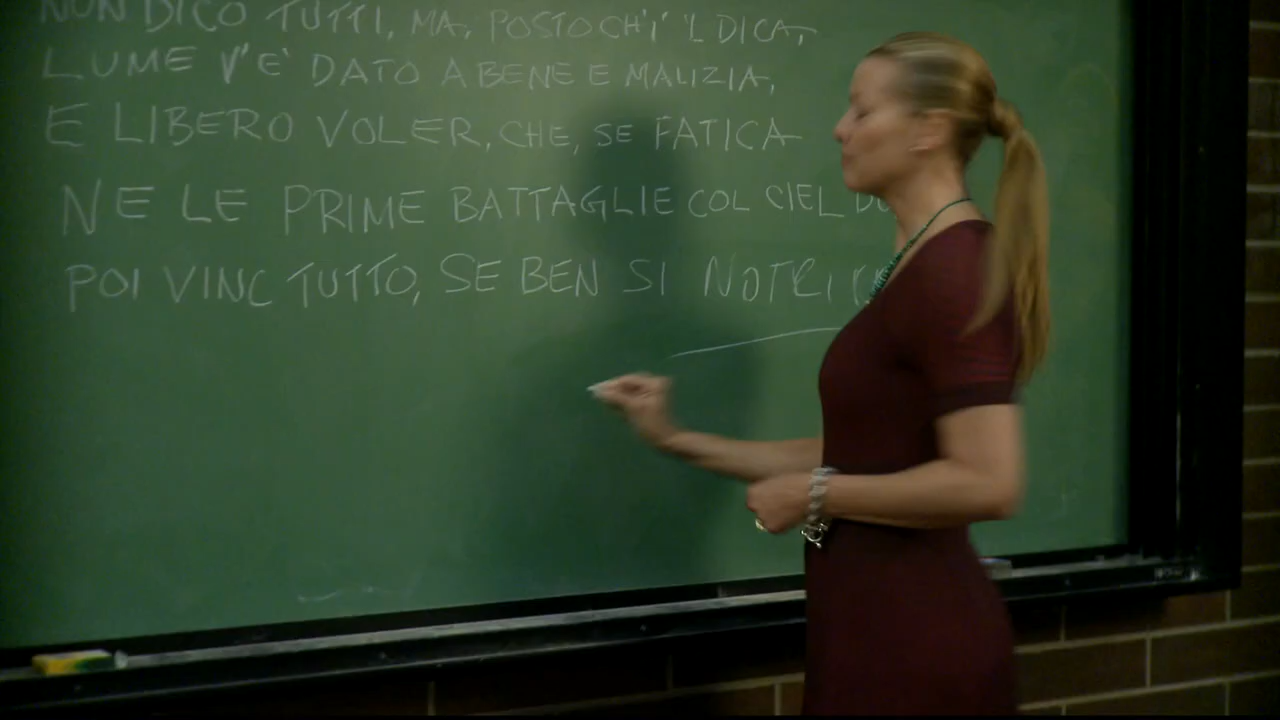 NON DICO TUTTI, MA, POSTO CH'I' 'L DICA,
LUME V'E' DATO A BENE E MALIZIA,
E LIBERO VOLER, CHE, SE FATICA
NE LE PRIME BATTAGLIE COL CIEL
POI VINC TUTTO, SE BEN SI